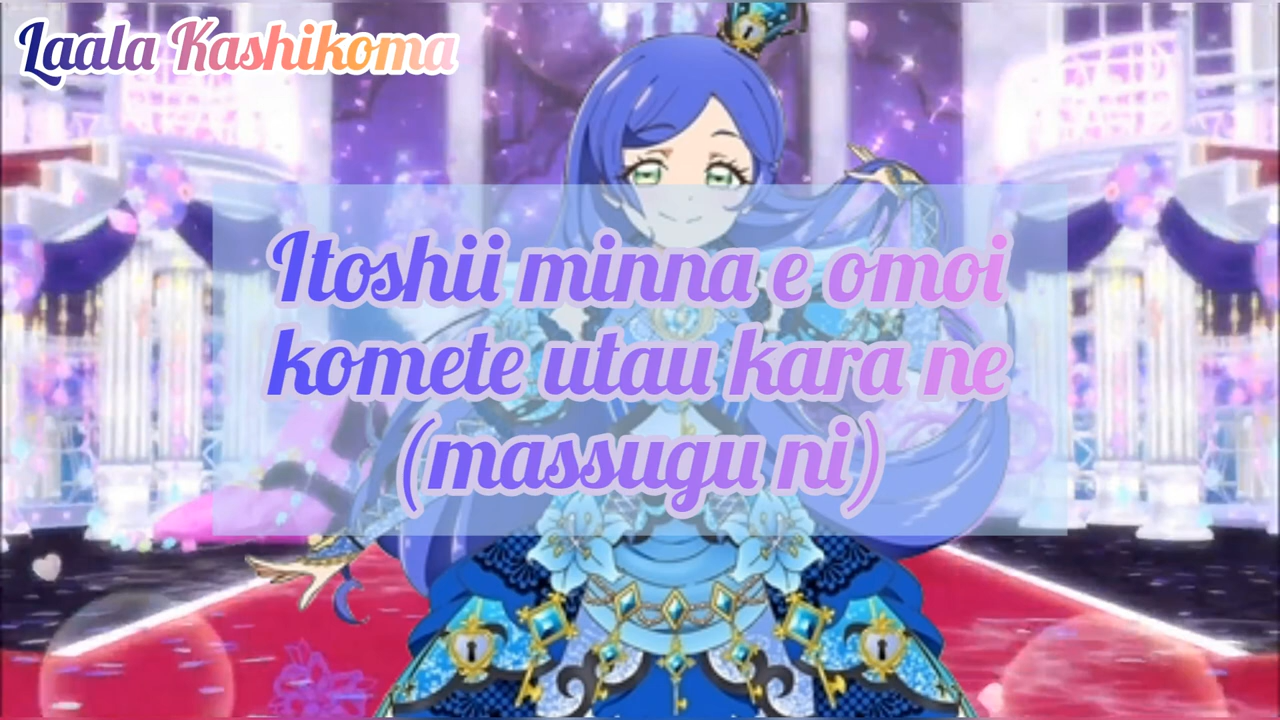 Laala Kashikoma
Itoshii minna e omoi
komete utau kara ne
(massugu ni)